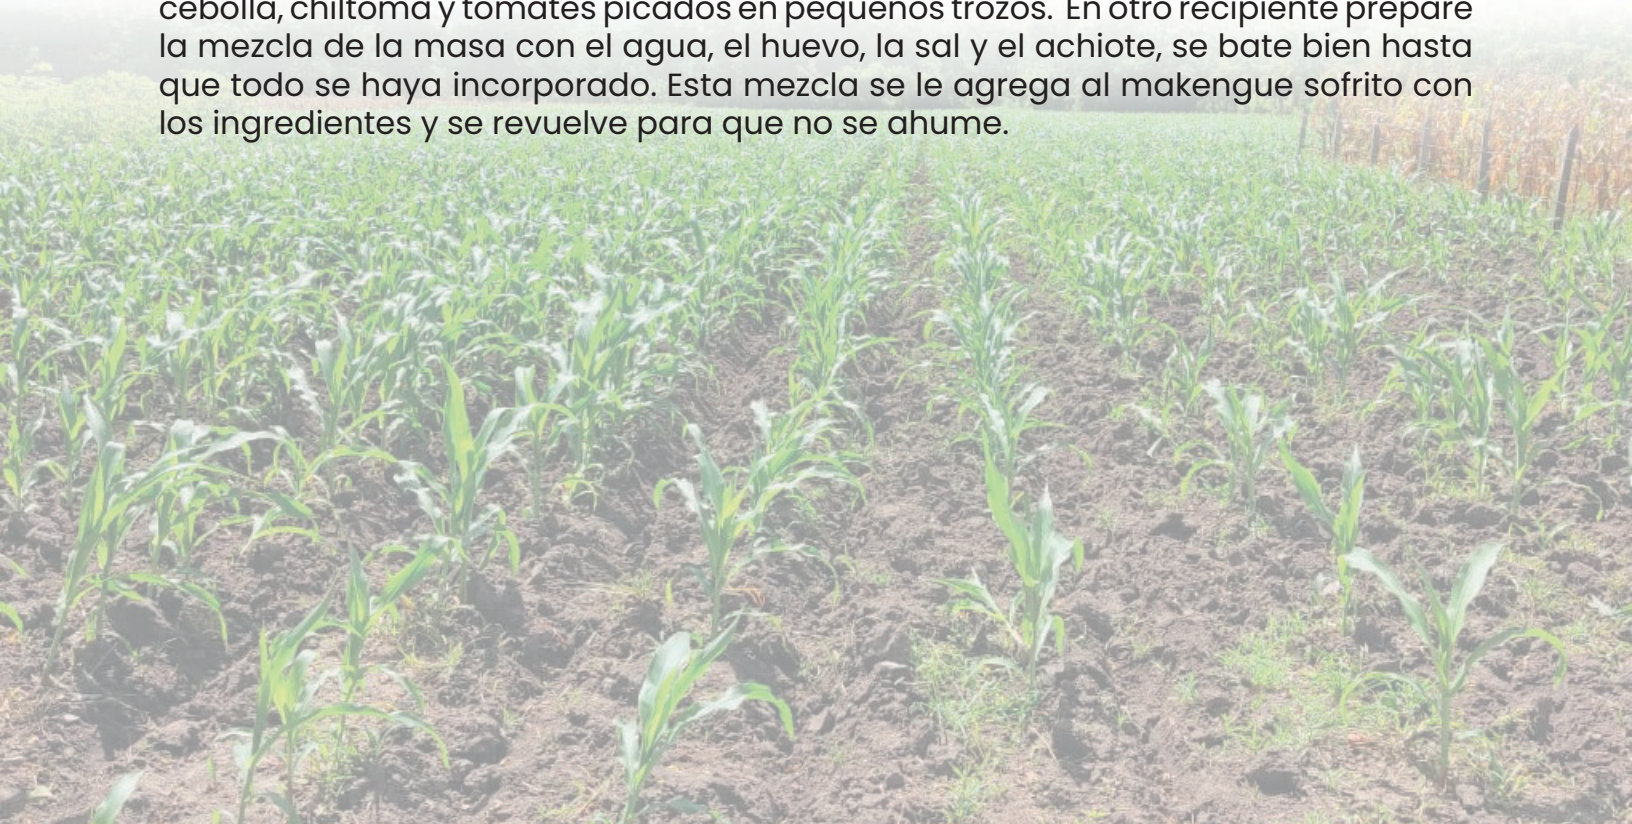 cebolla, chiltoma y tomates picados en pequeños trozos. En otro recipiente prepare
la mezcla de la masa con el agua, el huevo, la sal y el achiote, se bate bien hasta
que todo se haya incorporado. Esta mezcla se le agrega al makengue sofrito con
los ingredientes y se revuelve para que no se ahume.